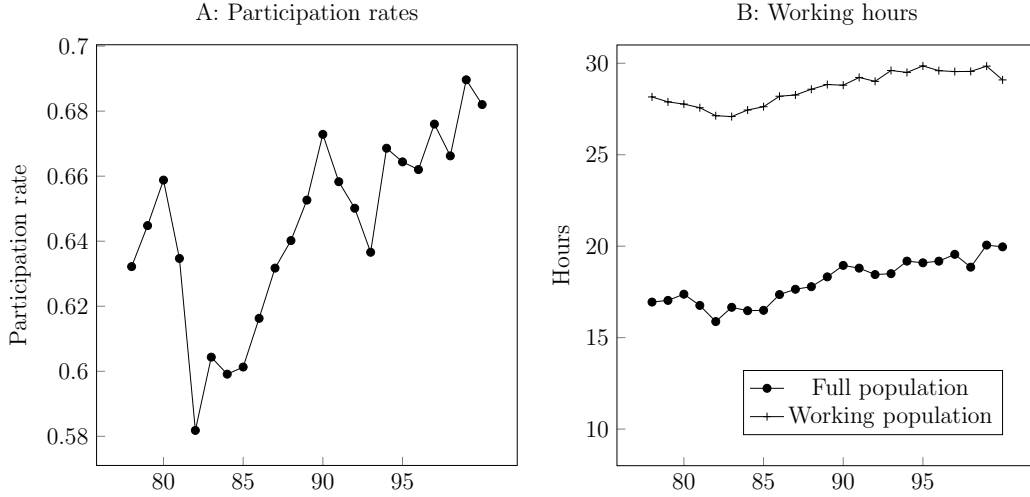 A: Participation rates
0.7
0.68
0.66
0.64
0.62
0.6
0.58
Participation rate
80 85 90 95
B: Working hours
30
25
20
15
10
Hours
Full population
Working population
80 85 90 95